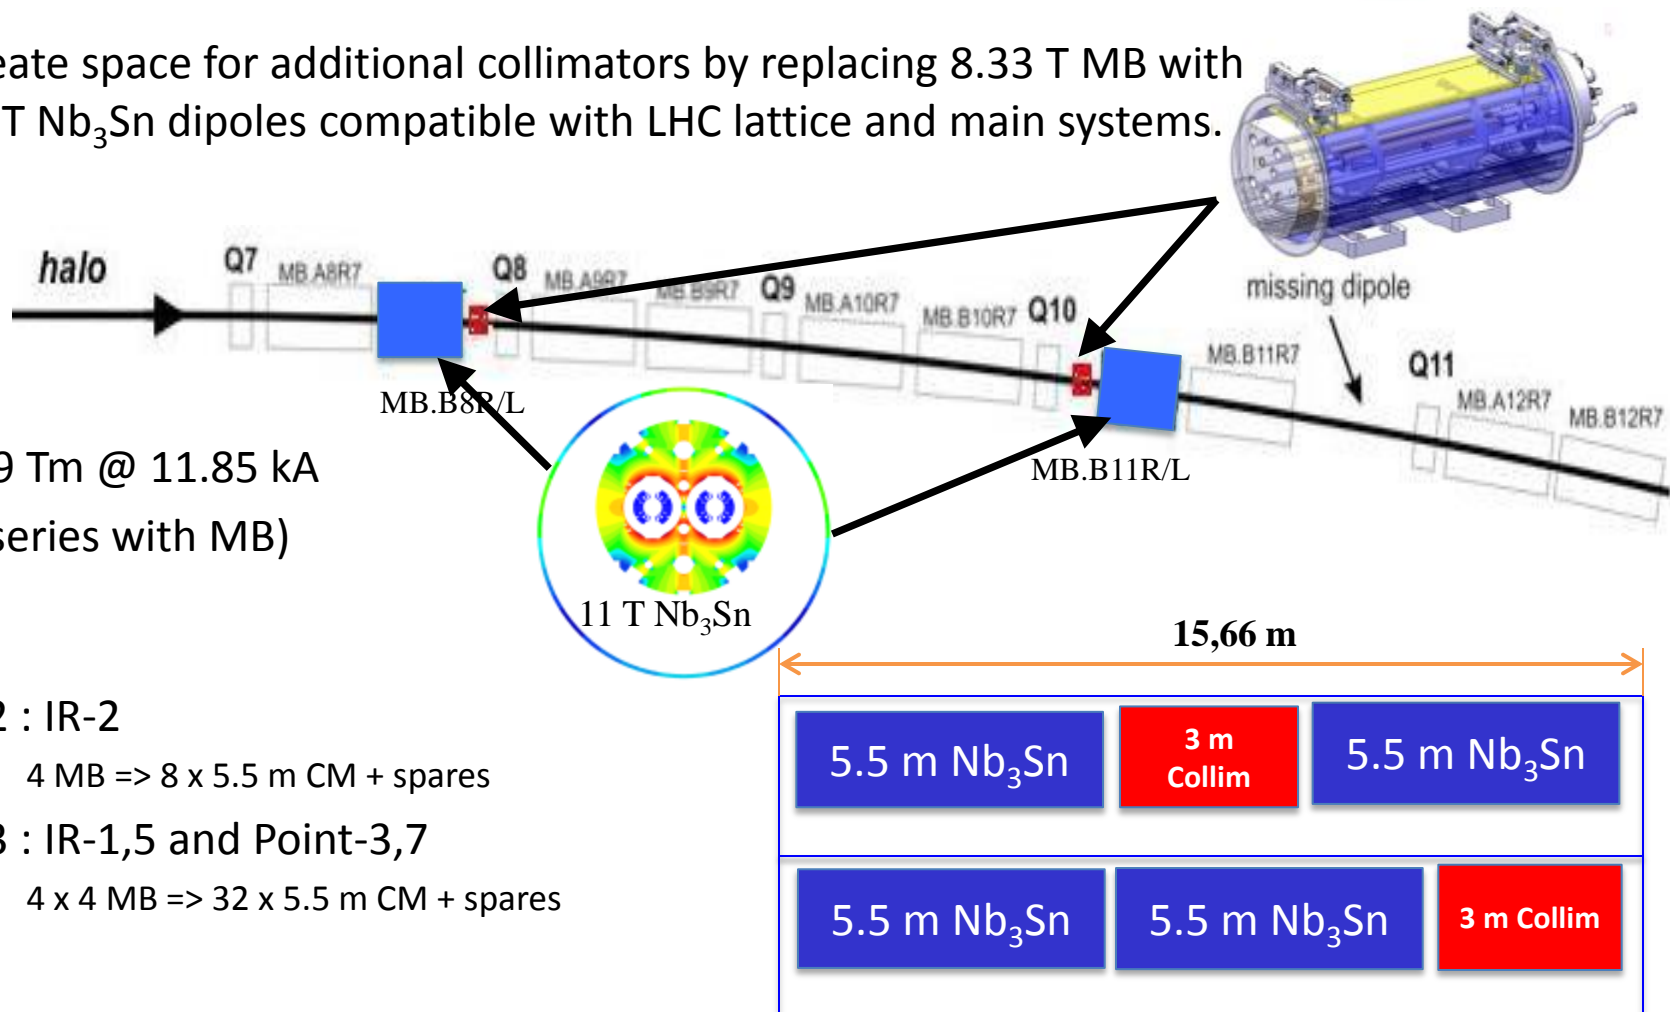 eate space for additional collimators by replacing 8.33 T MB with
T Nb₃Sn dipoles compatible with LHC lattice and main systems.
halo
Q7
MB.A8R7
Q8
MB.A9R7
MB.B9R7
Q9
MB.A10R7
MB.B10R7
Q10
missing dipole
MB.B11R7
Q11
MB.A12R7
MB.B12R7
MB.B8R/L
MB.B11R/L
9 Tm @ 11.85 kA
series with MB)
11 T Nb₃Sn
15,66 m
2 : IR-2
4 MB => 8 x 5.5 m CM + spares
3 : IR-1,5 and Point-3,7
4 x 4 MB => 32 x 5.5 m CM + spares
5.5 m Nb₃Sn
3 m
Collim
5.5 m Nb₃Sn
5.5 m Nb₃Sn
5.5 m Nb₃Sn
3 m Collim